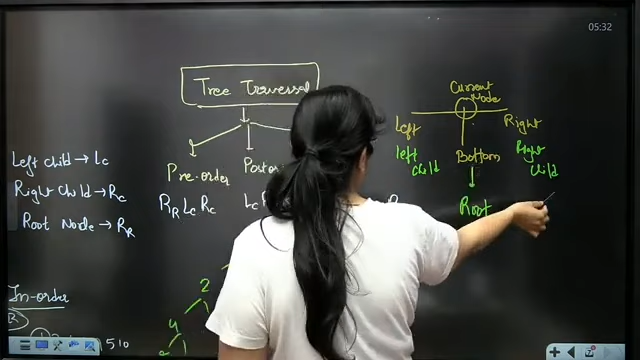 05:32
Tree Traversal
Current
Node
Left
Right
Left child → Lc
Pre-order
Bottom
left
child
Right
child
Right child → Rc
RR Lc Rc
Root
Root Node → RR
2
4
In-order
510